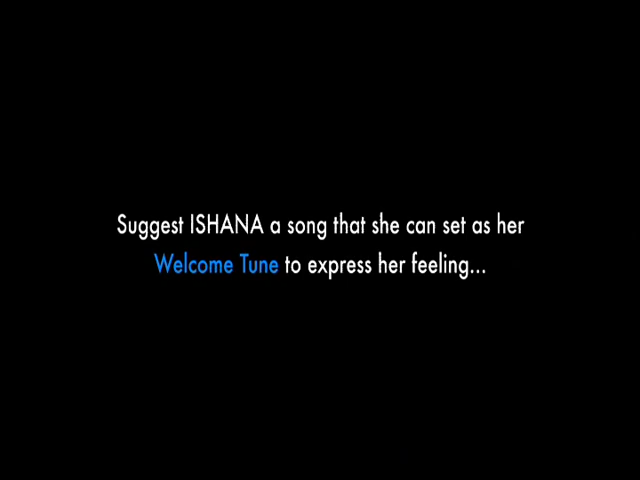 Suggest ISHANA a song that she can set as her
Welcome Tune to express her feeling...